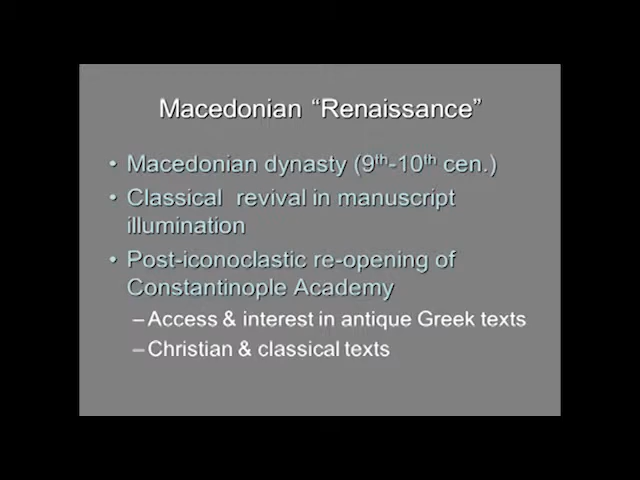 Macedonian “Renaissance”
• Macedonian dynasty (9th-10th cen.)
• Classical revival in manuscript
illumination
• Post-iconoclastic re-opening of
Constantinople Academy
–Access & interest in antique Greek texts
–Christian & classical texts